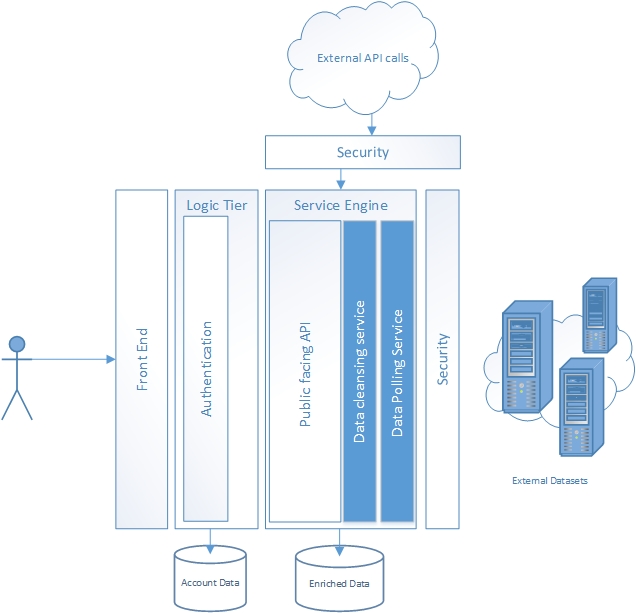 External API calls
Security
Logic Tier
Service Engine
Front End
Authentication
Public facing API
Data cleansing service
Data Polling Service
Security
External Datasets
Account Data
Enriched Data